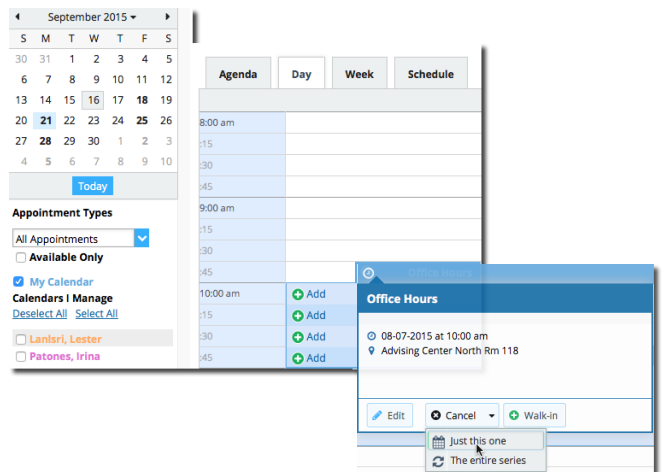 September 2015
S M T W T F S
30 31 1 2 3 4 5
6 7 8 9 10 11 12
13 14 15 16 17 18 19
20 21 22 23 24 25 26
27 28 29 30 1 2 3
4 5 6 7 8 9 10
Today
Appointment Types
All Appointments
Available Only
My Calendar
Calendars I Manage
Deselect All Select All
Lanisri, Lester
Patones, Irina
Agenda Day Week Schedule
8:00 am
:15
:30
:45
9:00 am
:15
:30
:45
10:00 am Add
:15 Add
:30 Add
:45 Add
Office Hours
Office Hours
08-07-2015 at 10:00 am
Advising Center North Rm 118
Edit Cancel Walk-in
Just this one
The entire series